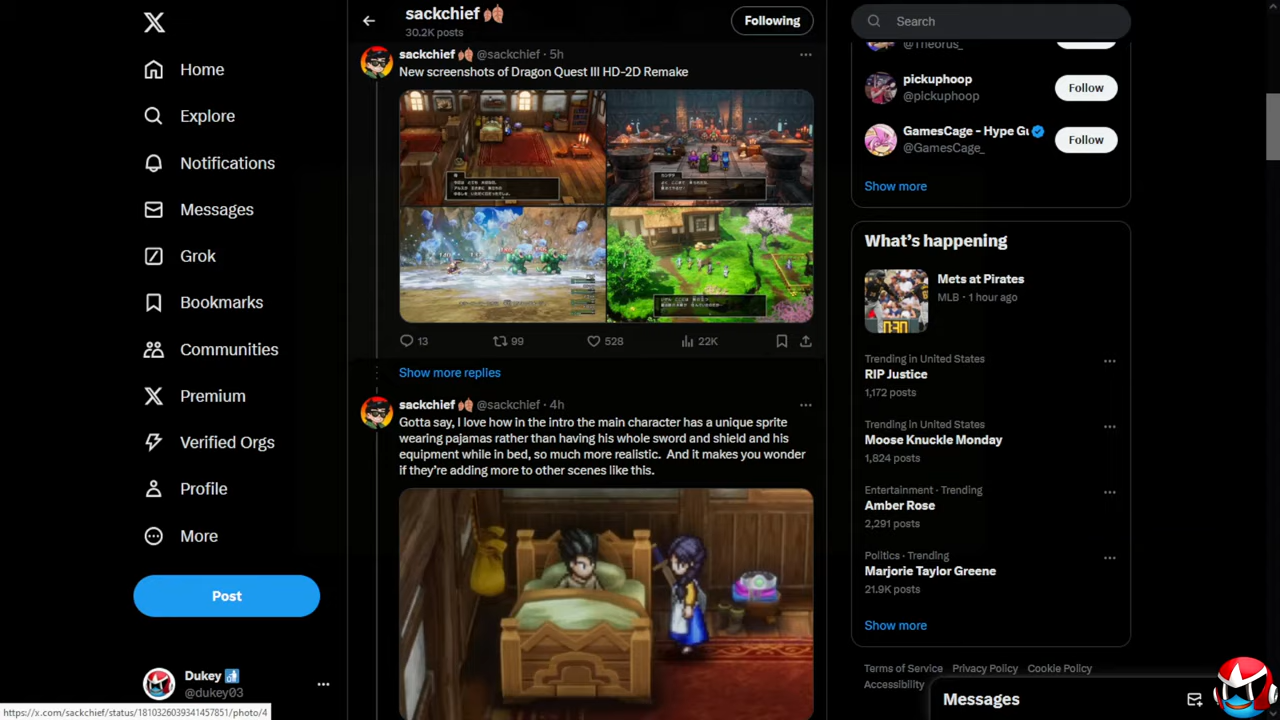 Home
Explore
Notifications
Messages
Grok
Bookmarks
Communities
Premium
Verified Orgs
Profile
More
Post
Dukey
@dukey03
https://x.com/sackchief/status/1810326039341457851/photo/4
sackchief
30.2K posts
Following
sackchief @sackchief · 5h
New screenshots of Dragon Quest III HD-2D Remake
13 99 528 22K
Show more replies
sackchief @sackchief · 4h
Gotta say, I love how in the intro the main character has a unique sprite
wearing pajamas rather than having his whole sword and shield and his
equipment while in bed, so much more realistic. And it makes you wonder
if they're adding more to other scenes like this.
Search
@Theorus_
pickuphoop
@pickuphoop
Follow
GamesCage - Hype Gu
@GamesCage_
Follow
Show more
What's happening
Mets at Pirates
MLB · 1 hour ago
Trending in United States
RIP Justice
1,172 posts
Trending in United States
Moose Knuckle Monday
1,824 posts
Entertainment · Trending
Amber Rose
2,291 posts
Politics · Trending
Marjorie Taylor Greene
21.9K posts
Show more
Terms of Service Privacy Policy Cookie Policy
Accessibility
Messages